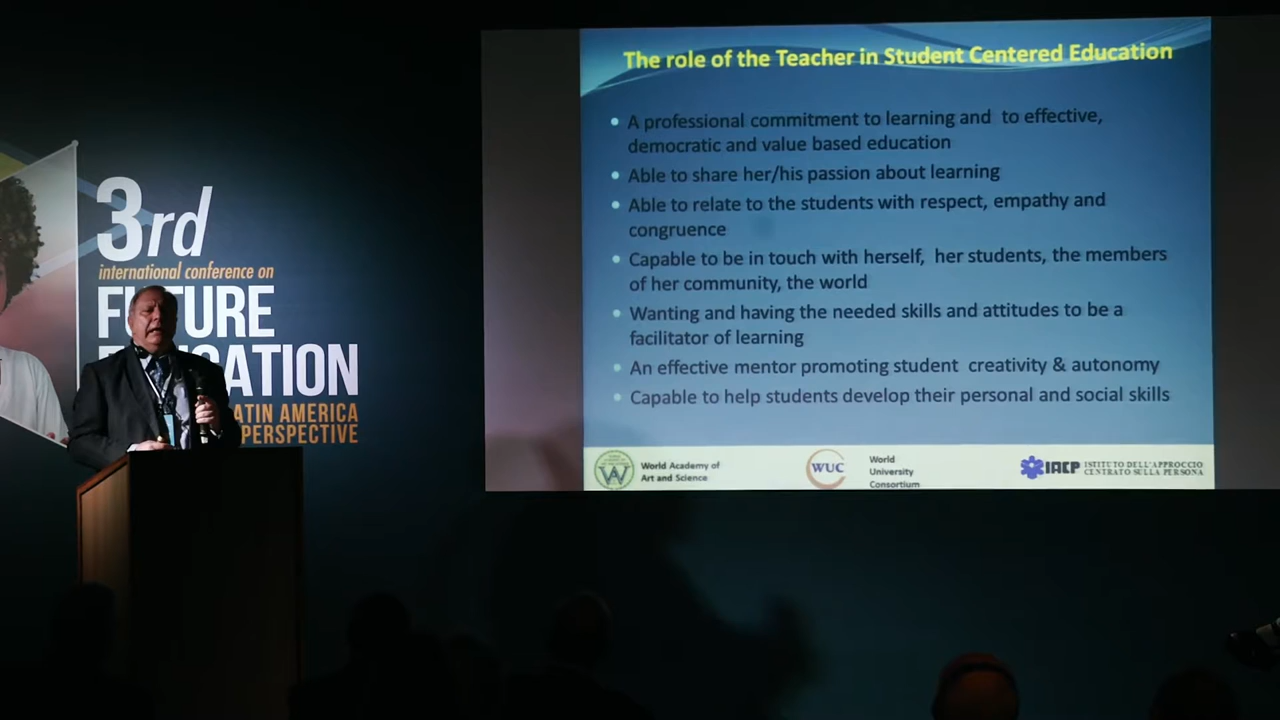 3rd
international conference on
FUTURE
ATION
LATIN AMERICA
PERSPECTIVE
The role of the Teacher in Student Centered Education
• A professional commitment to learning and to effective,
democratic and value based education
• Able to share her/his passion about learning
• Able to relate to the students with respect, empathy and
congruence
• Capable to be in touch with herself, her students, the members
of her community, the world
• Wanting and having the needed skills and attitudes to be a
facilitator of learning
• An effective mentor promoting student creativity & autonomy
• Capable to help students develop their personal and social skills
W
World Academy of
Art and Science
WUC
World
University
Consortium
IACP
ISTITUTO DELL'APPROCCIO
CENTRATO SULLA PERSONA